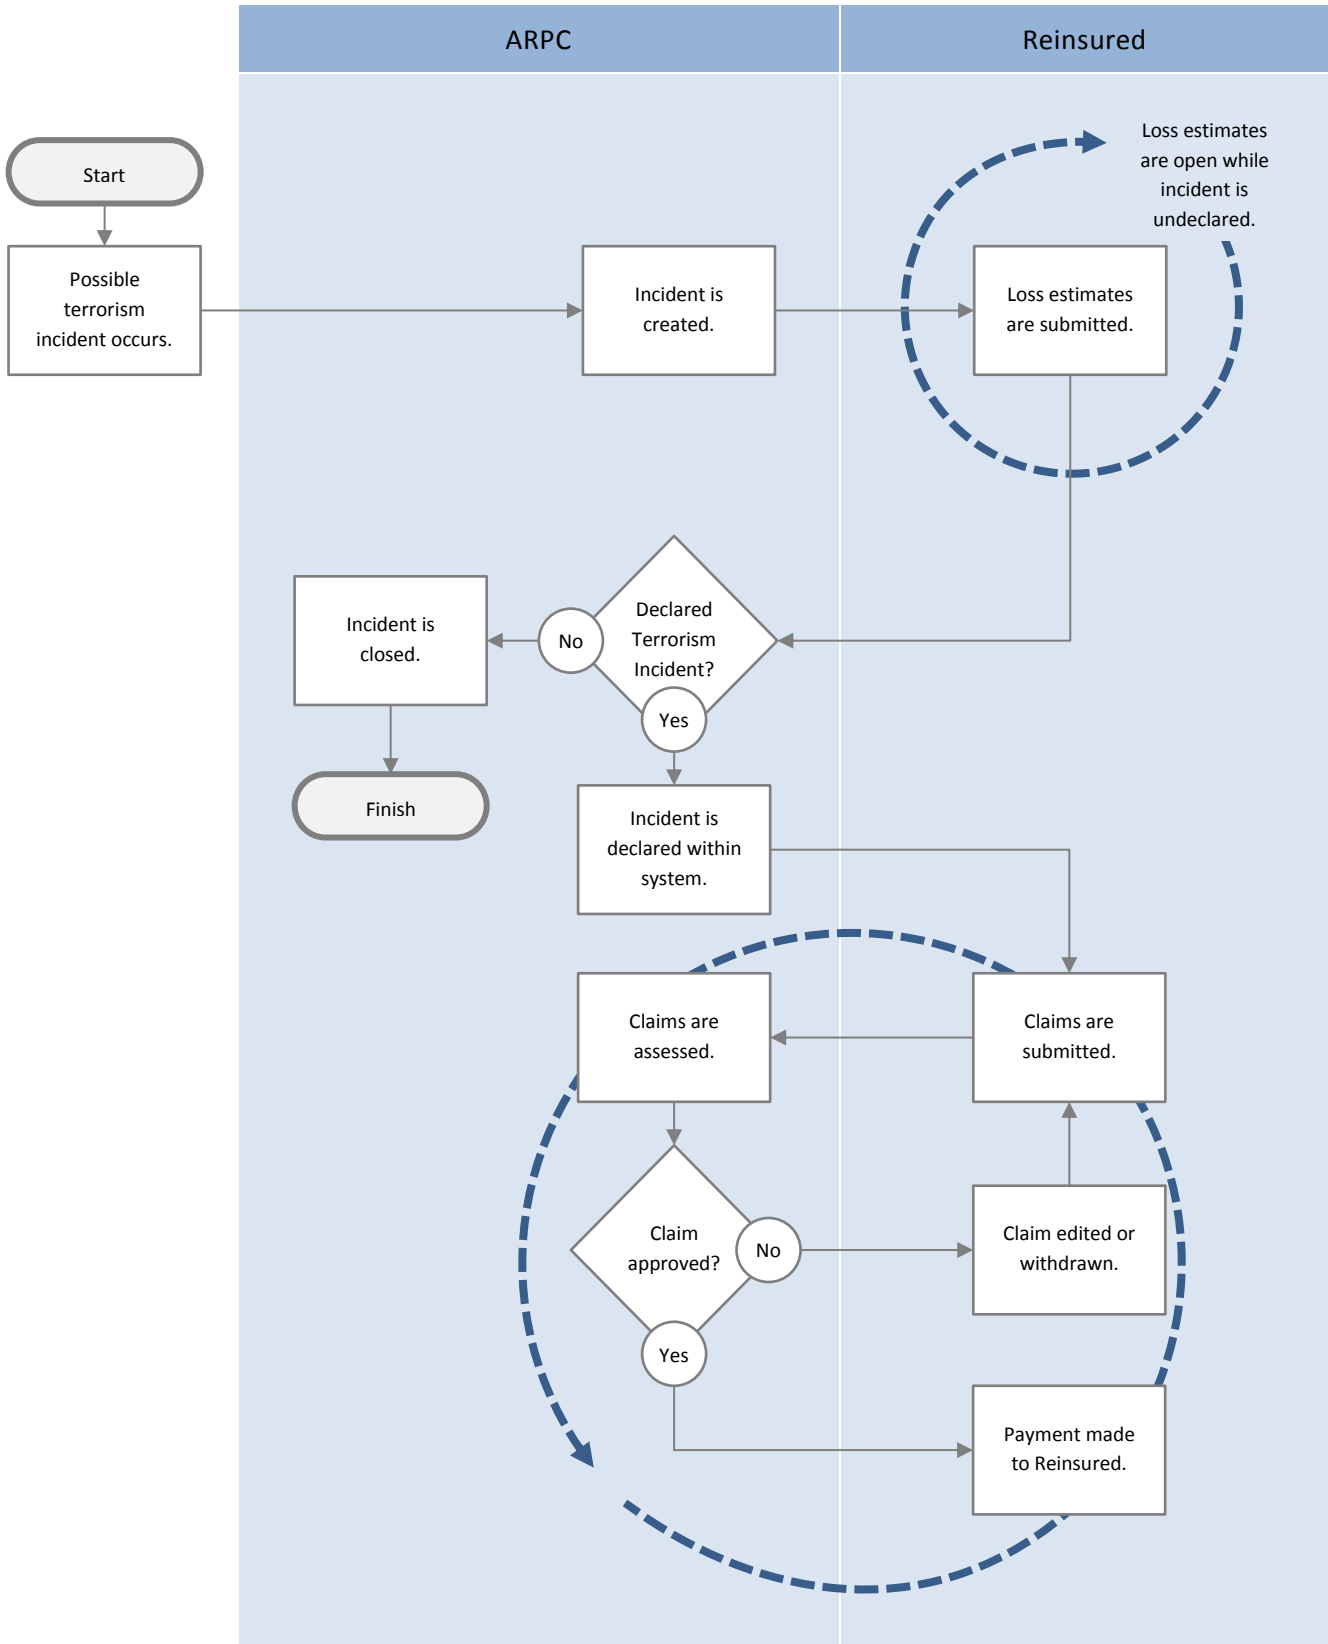 ARPC
Reinsured
Loss estimates
are open while
incident is
undeclared.
Start
Possible
terrorism
incident occurs.
Incident is
created.
Loss estimates
are submitted.
Declared
Terrorism
Incident?
No
Yes
Incident is
closed.
Finish
Incident is
declared within
system.
Claims are
submitted.
Claims are
assessed.
Claim
approved?
No
Yes
Claim edited or
withdrawn.
Payment made
to Reinsured.